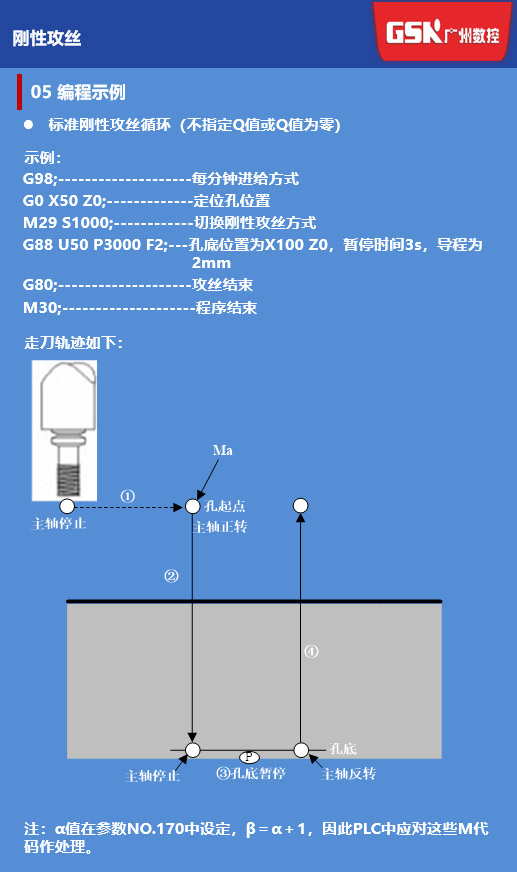 刚性攻丝
GSK广州数控
05 编程示例
● 标准刚性攻丝循环（不指定Q值或Q值为零）
示例：
G98;--------------------每分钟进给方式
G0 X50 Z0;-------------定位孔位置
M29 S1000;------------切换刚性攻丝方式
G88 U50 P3000 F2;---孔底位置为X100 Z0，暂停时间3s，导程为
2mm
G80;--------------------攻丝结束
M30;--------------------程序结束
走刀轨迹如下：
Ma
①
孔起点
主轴停止
主轴正转
②
④
孔底
P
主轴停止
③孔底暂停
主轴反转
注：α值在参数NO.170中设定，β＝α＋1，因此PLC中应对这些M代
码作处理。